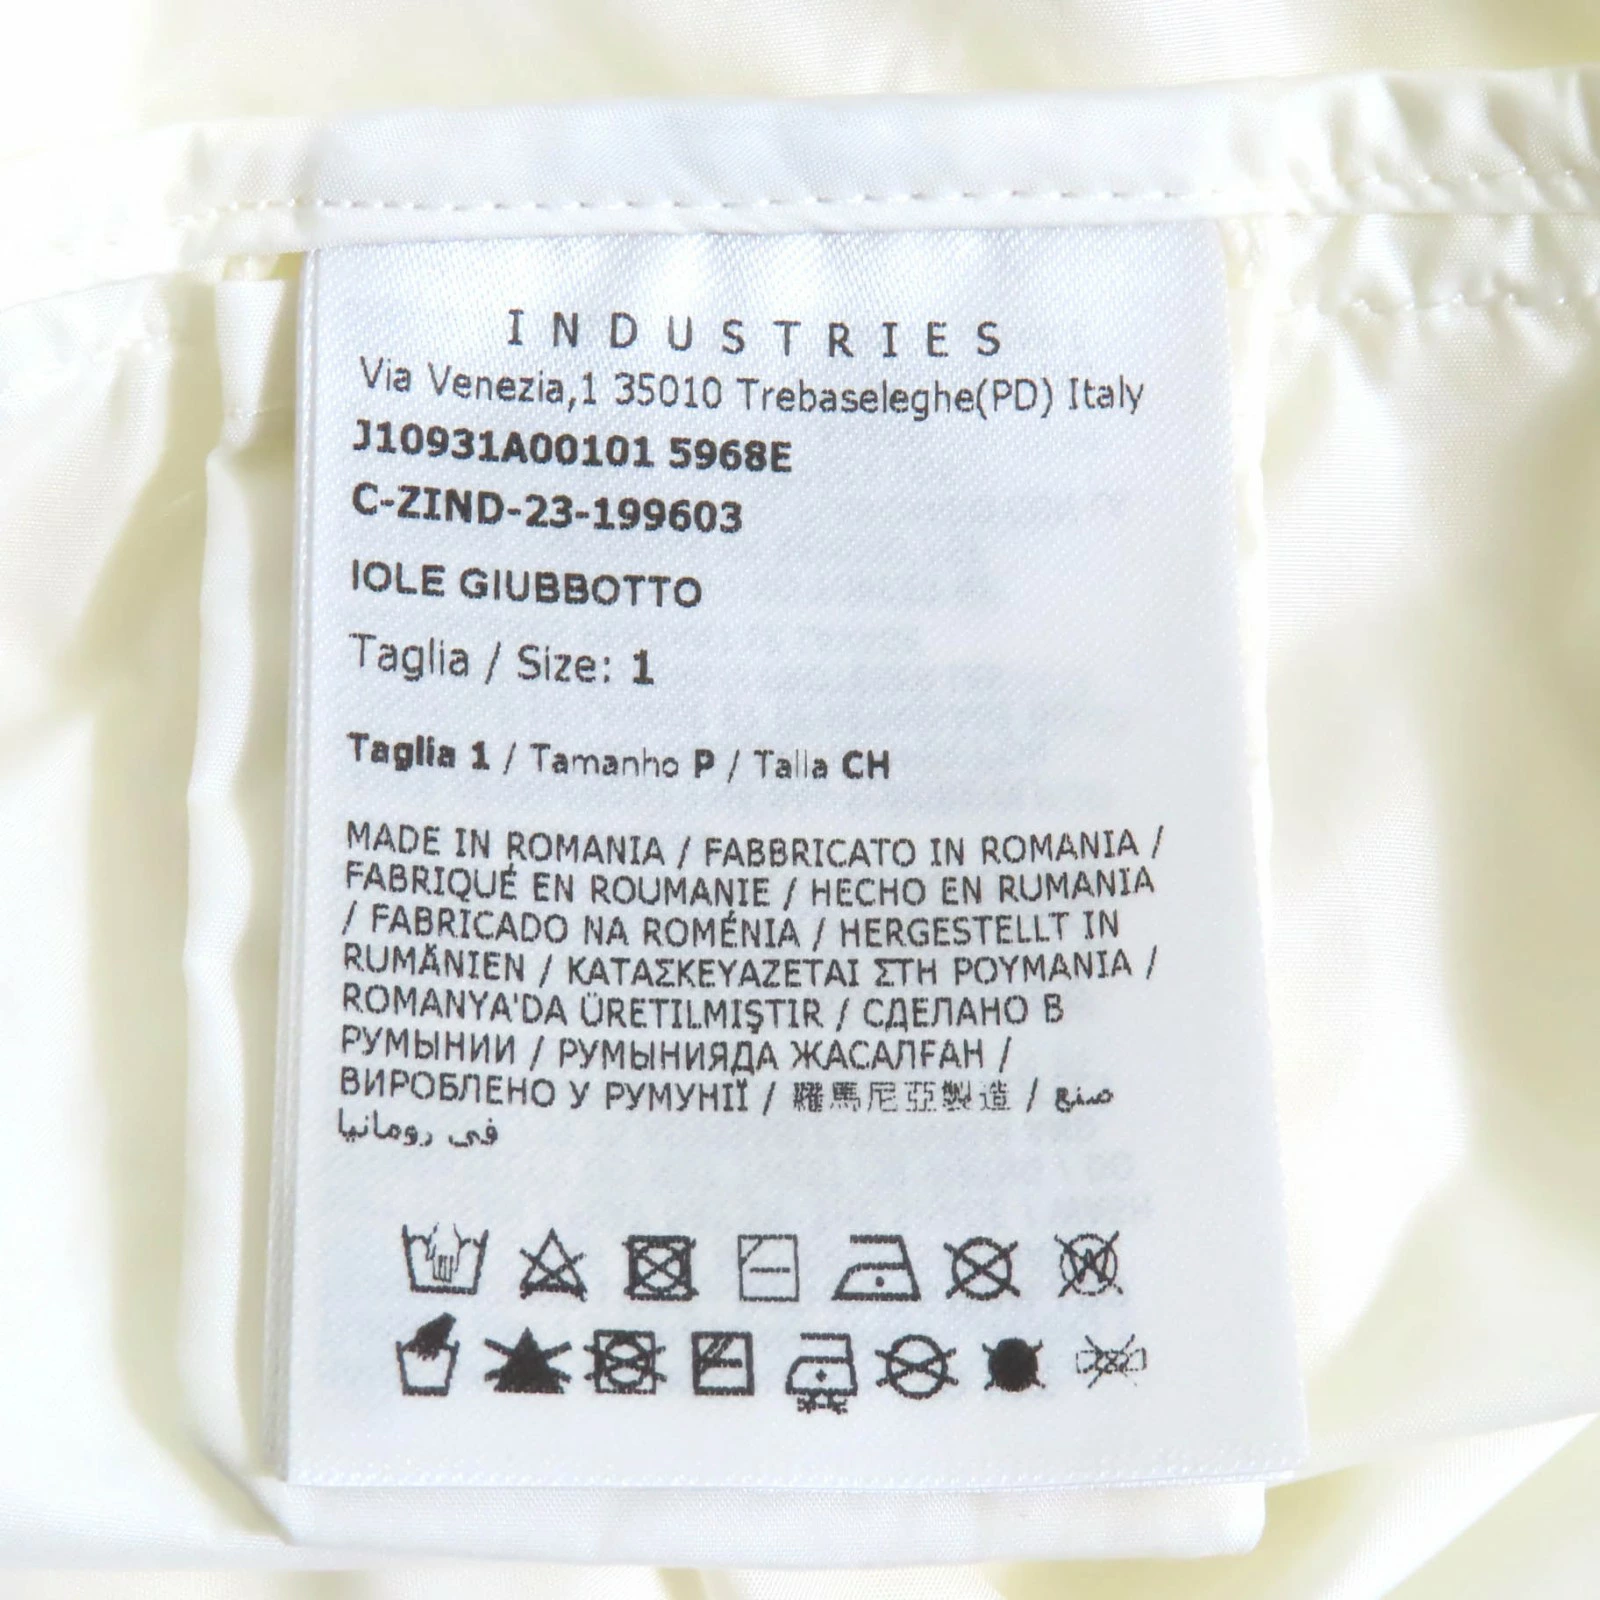 INDUSTRIES
Via Venezia,1 35010 Trebaseleghe(PD) Italy
J10931A00101 5968E
C-ZIND-23-199603
IOLE GIUBBOTTO
Taglia / Size: 1
Taglia 1 / Tamanho P / Talla CH
MADE IN ROMANIA / FABBRICATO IN ROMANIA /
FABRIQUÉ EN ROUMANIE / HECHO EN RUMANIA
/ FABRICADO NA ROMÉNIA / HERGESTELLT IN
RUMÄNIEN / ΚΑΤΑΣΚΕΥΑΖΕΤΑΙ ΣΤΗ ΡΟΥΜΑΝΙΑ /
ROMANYA'DA ÜRETILMIŞTIR / СДЕЛАНО В
РУМЫНИИ / РУМЫНИЯДА ЖАСАЛҒАН /
ВИРОБЛЕНО У РУМУНІЇ / 羅馬尼亞製造 / صنع
في رومانيا